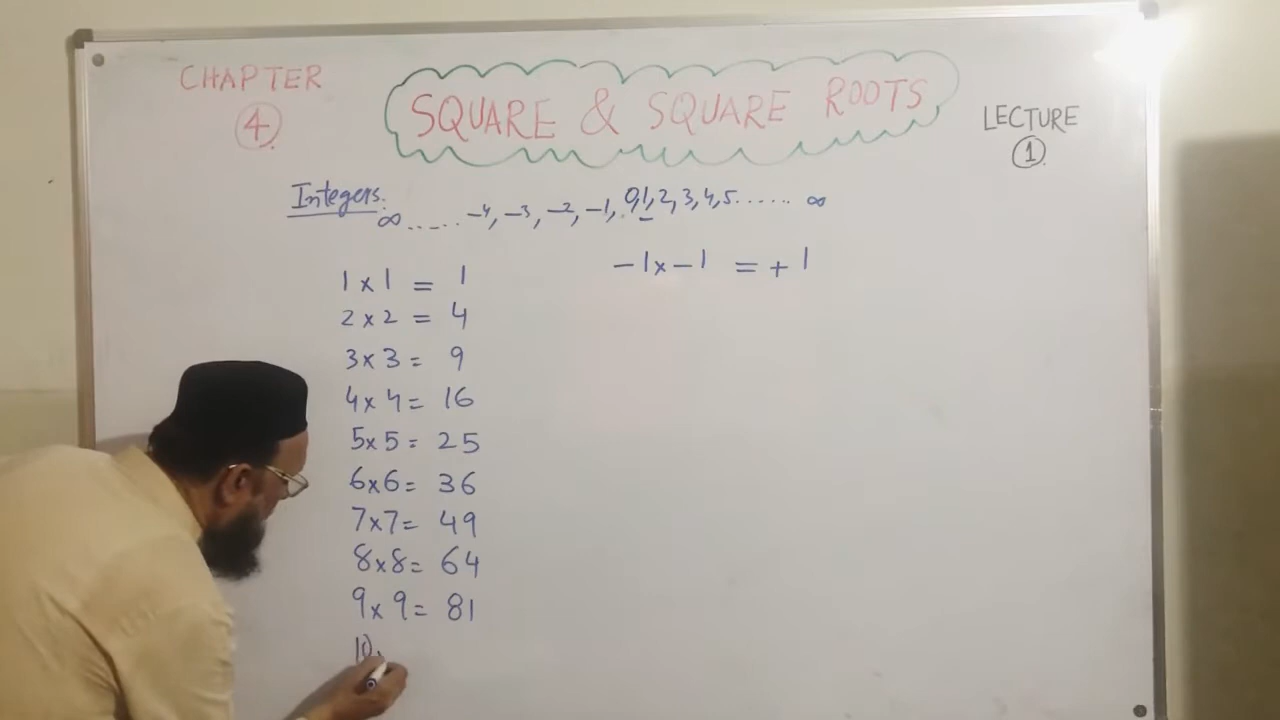 CHAPTER
4
SQUARE & SQUARE ROOTS
LECTURE
1
Integers.
∞ ...... -4, -3, -2, -1, 0, 1, 2, 3, 4, 5 ...... ∞
1 x 1 = 1
-1 x -1 = +1
2 x 2 = 4
3 x 3 = 9
4 x 4 = 16
5 x 5 = 25
6 x 6 = 36
7 x 7 = 49
8 x 8 = 64
9 x 9 = 81
10